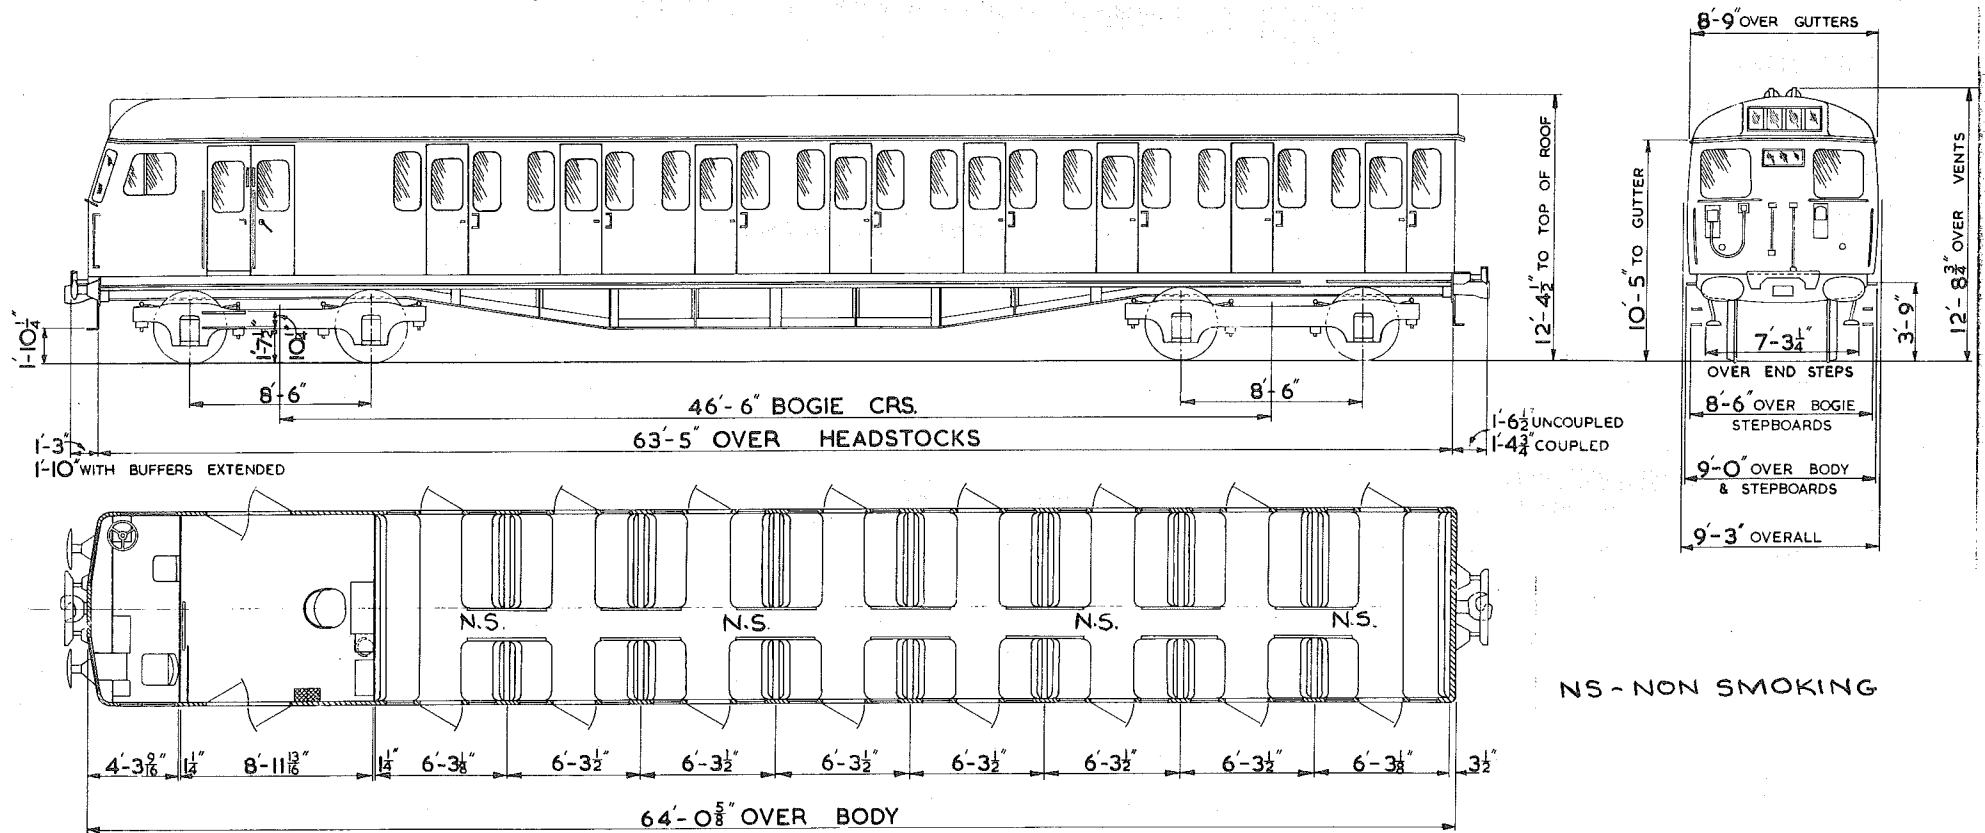 8'-9" OVER GUTTERS
12'-4½" TO TOP OF ROOF
10'-5" TO GUTTER
3'-9"
12'-8¾" OVER VENTS
1'-10¼"
1'-7½"
7'-3¼"
OVER END STEPS
8'-6"
8'-6"
46'-6" BOGIE CRS.
8'-6" OVER BOGIE
STEPBOARDS
1'-3"
63'-5" OVER HEADSTOCKS
1'-6½" UNCOUPLED
1'-4¾" COUPLED
1'-10" WITH BUFFERS EXTENDED
9'-0" OVER BODY
& STEPBOARDS
9'-3" OVERALL
N.S. N.S. N.S. N.S.
NS - NON SMOKING
4'-3 9/16" 1¼" 8'-11 13/16" 1¼" 6'-3⅛" 6'-3½" 6'-3½" 6'-3½" 6'-3½" 6'-3½" 6'-3½" 6'-3⅛" 3½"
64'-0⅝" OVER BODY